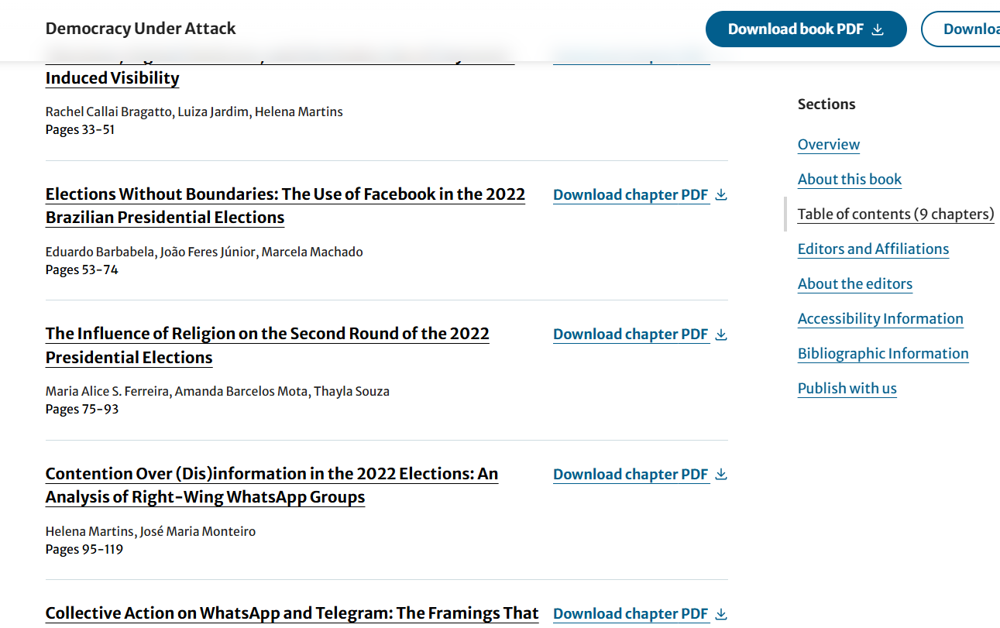 Democracy Under Attack
Download book PDF
Induced Visibility
Rachel Callai Bragatto, Luiza Jardim, Helena Martins
Pages 33-51
Elections Without Boundaries: The Use of Facebook in the 2022
Brazilian Presidential Elections
Download chapter PDF
Eduardo Barbabela, João Feres Júnior, Marcela Machado
Pages 53-74
The Influence of Religion on the Second Round of the 2022
Presidential Elections
Download chapter PDF
Maria Alice S. Ferreira, Amanda Barcelos Mota, Thayla Souza
Pages 75-93
Contention Over (Dis)information in the 2022 Elections: An
Analysis of Right-Wing WhatsApp Groups
Download chapter PDF
Helena Martins, José Maria Monteiro
Pages 95-119
Collective Action on WhatsApp and Telegram: The Framings That
Download chapter PDF
Sections
Overview
About this book
Table of contents (9 chapters)
Editors and Affiliations
About the editors
Accessibility Information
Bibliographic Information
Publish with us